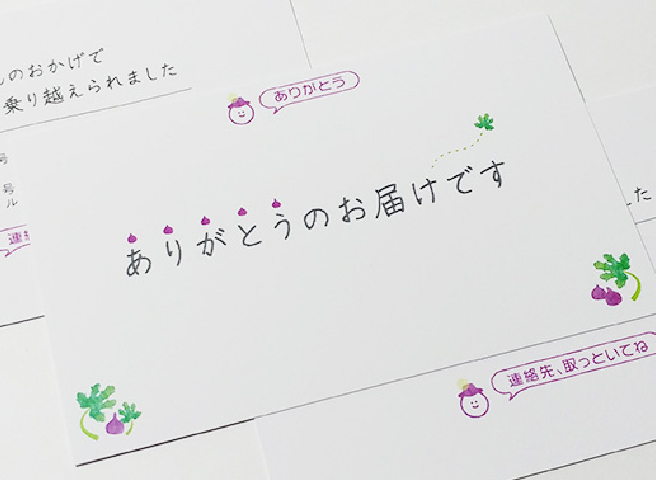 のおかげで
乗り越えられました
号
号
ル
ありがとう
ありがとうのお届けです
した
連絡先、取っといてね